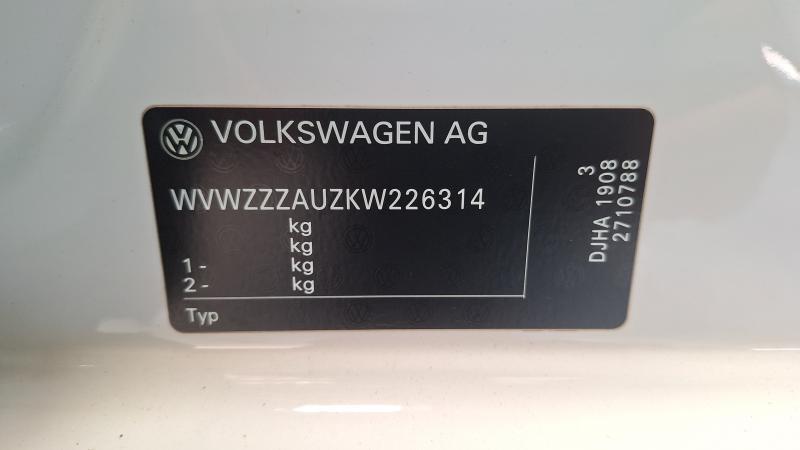 VOLKSWAGEN AG
WVWZZZAUZKW226314
kg
kg
1 - kg
2 - kg
Typ
3
DJHA 1908
2710788